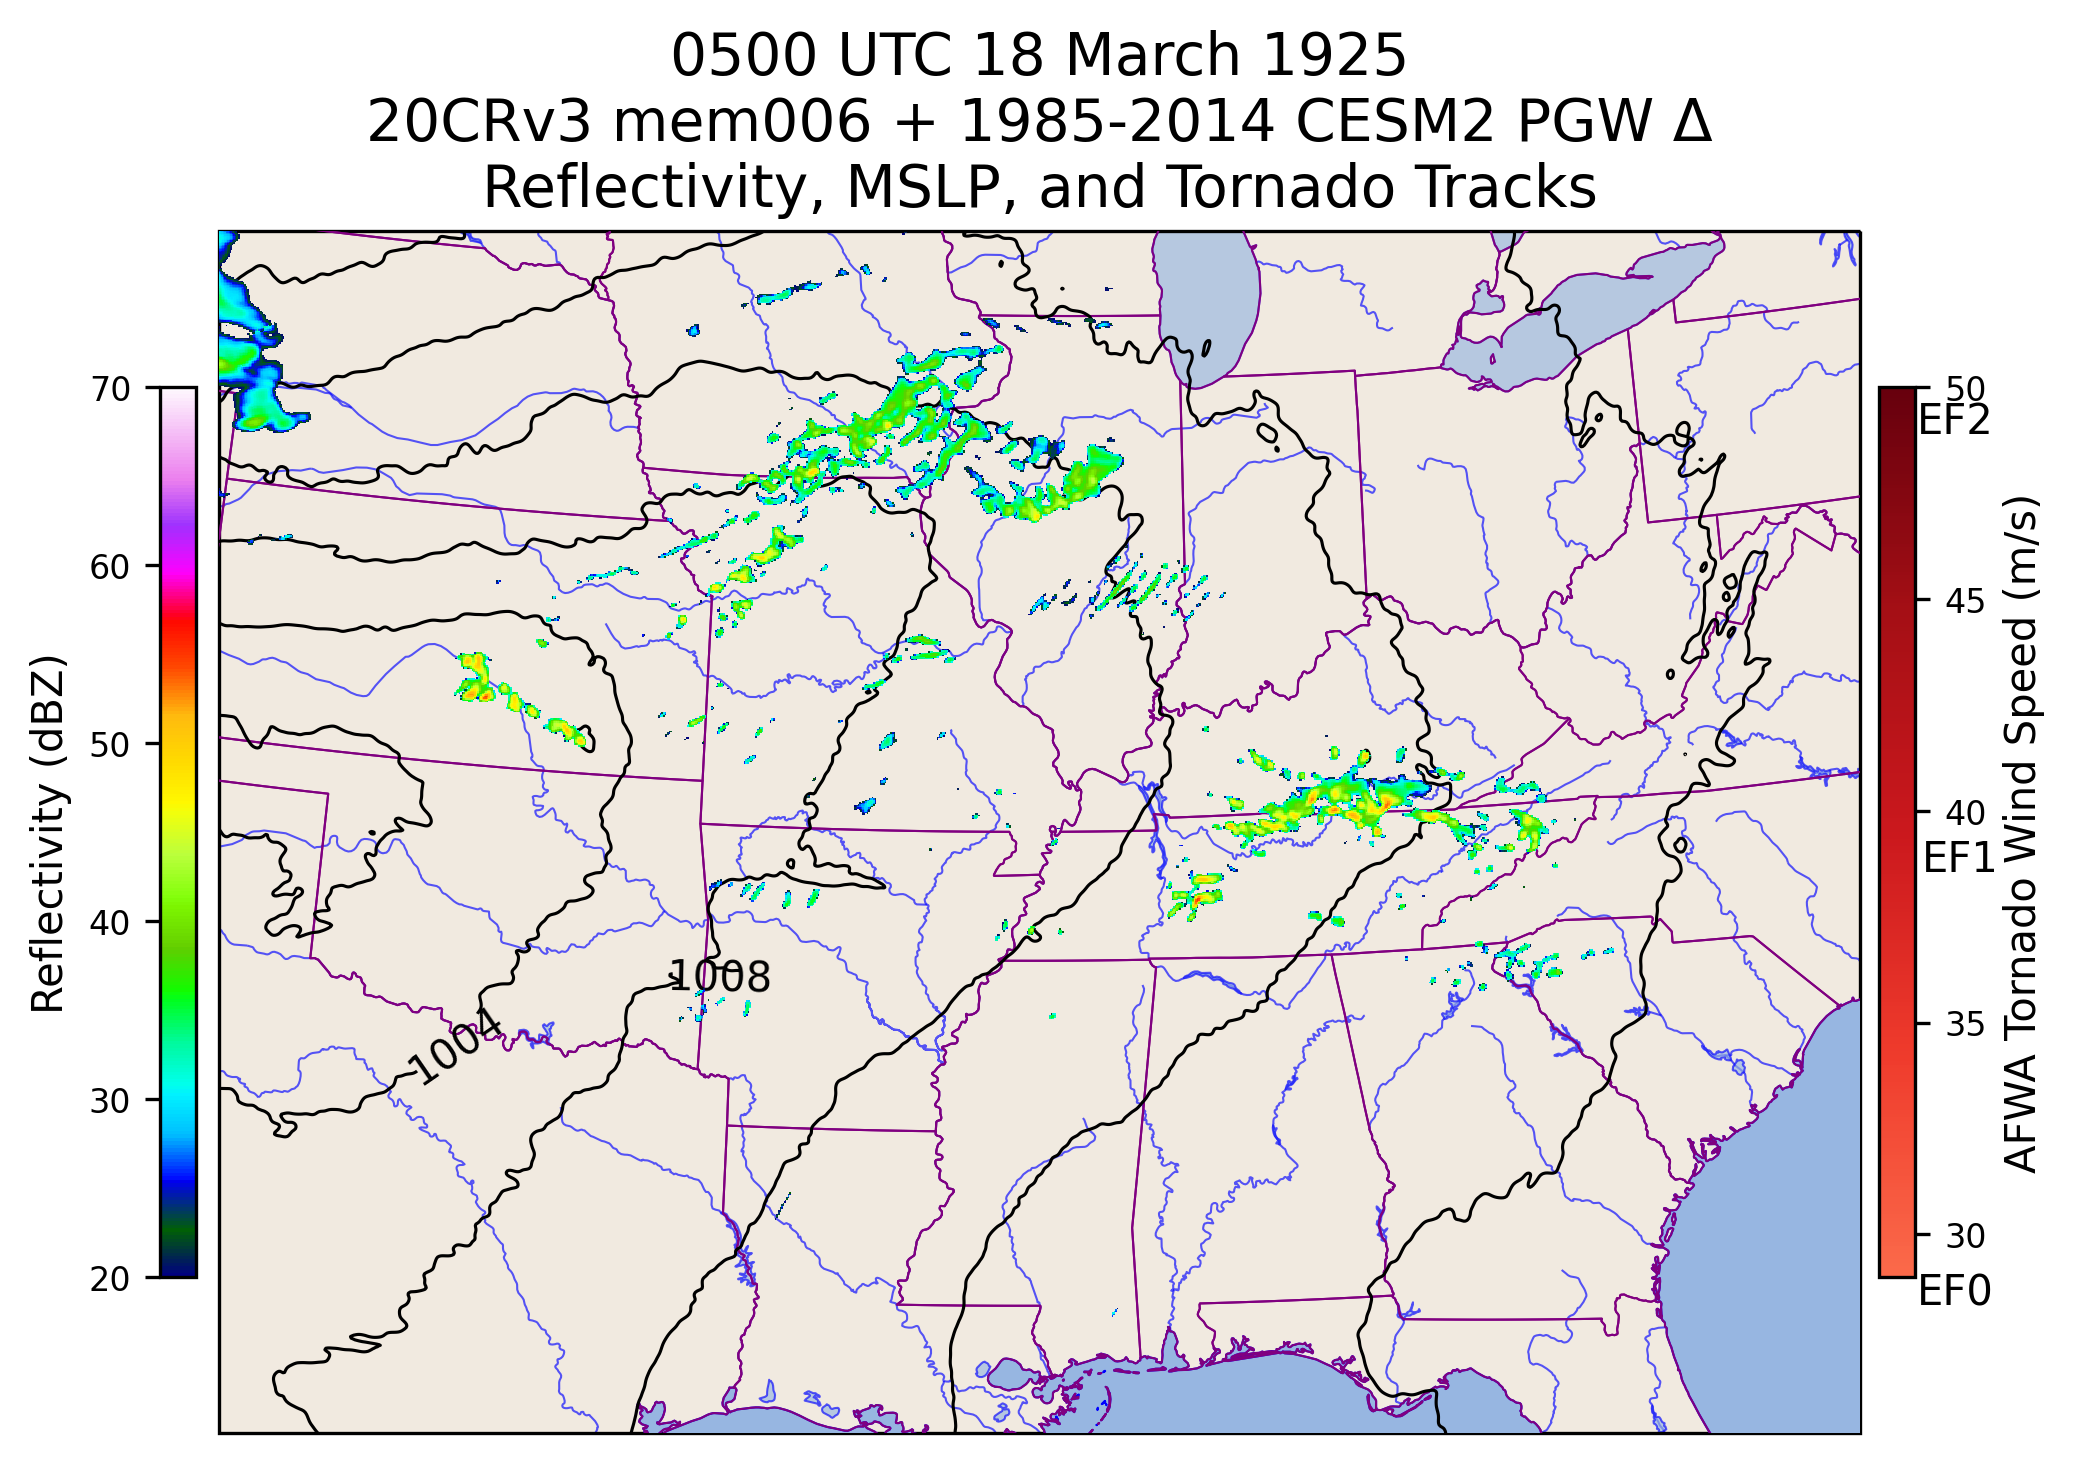 0500 UTC 18 March 1925
20CRv3 mem006 + 1985-2014 CESM2 PGW Δ
Reflectivity, MSLP, and Tornado Tracks
70
60
50
40
30
20
Reflectivity (dBZ)
1008
1004
50
EF2
45
40
EF1
35
30
EF0
AFWA Tornado Wind Speed (m/s)